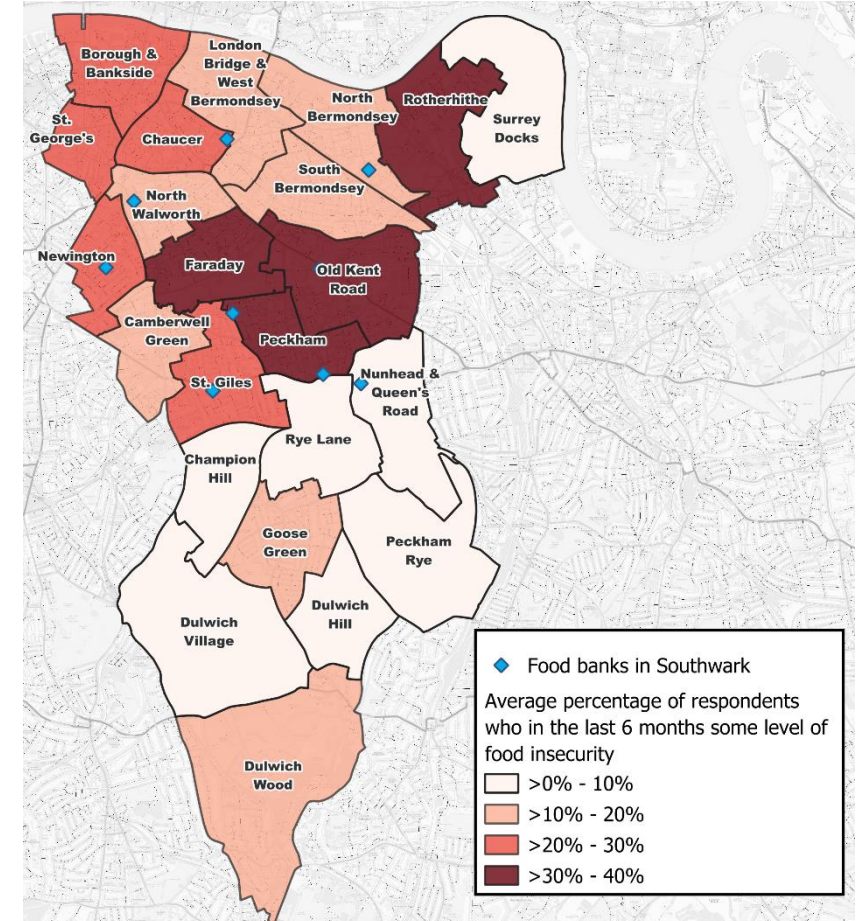 Borough &
Bankside
London
Bridge &
West
Bermondsey
North
Bermondsey
Rotherhithe
Surrey
Docks
St.
George's
Chaucer
South
Bermondsey
North
Walworth
Newington
Faraday
Old Kent
Road
Camberwell
Green
Peckham
St. Giles
Nunhead &
Queen's
Road
Rye Lane
Champion
Hill
Goose
Green
Peckham
Rye
Dulwich
Village
Dulwich
Hill
Dulwich
Wood
Food banks in Southwark
Average percentage of respondents
who in the last 6 months some level of
food insecurity
>0% - 10%
>10% - 20%
>20% - 30%
>30% - 40%